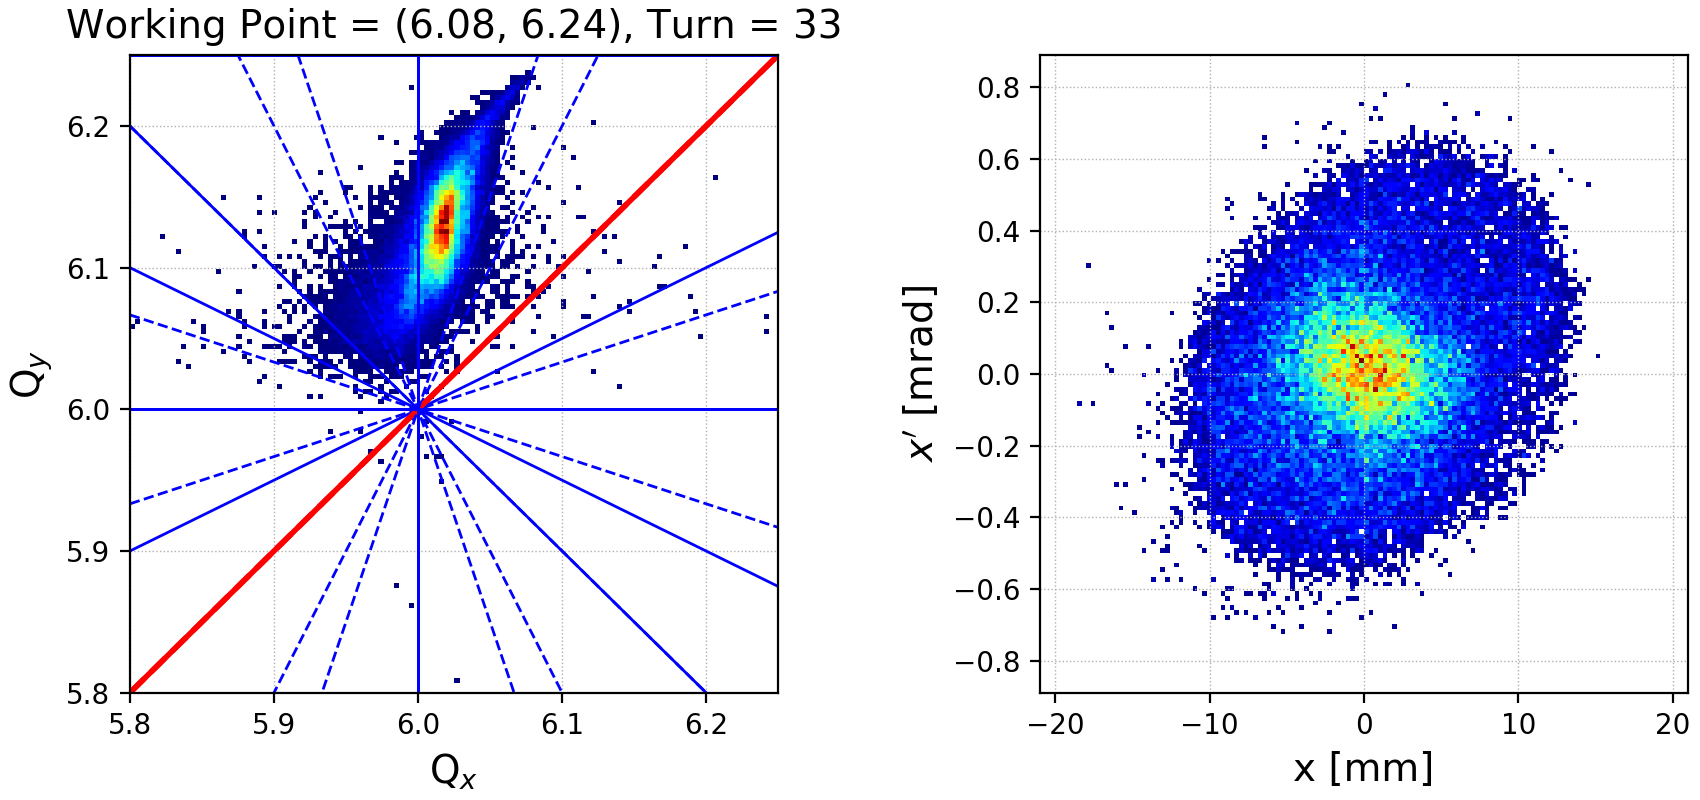 Working Point = (6.08, 6.24), Turn = 33
6.2
6.1
6.0
5.9
5.8
Q_y
5.8 5.9 6.0 6.1 6.2
Q_x
0.8
0.6
0.4
0.2
0.0
−0.2
−0.4
−0.6
−0.8
x′ [mrad]
−20 −10 0 10 20
x [mm]